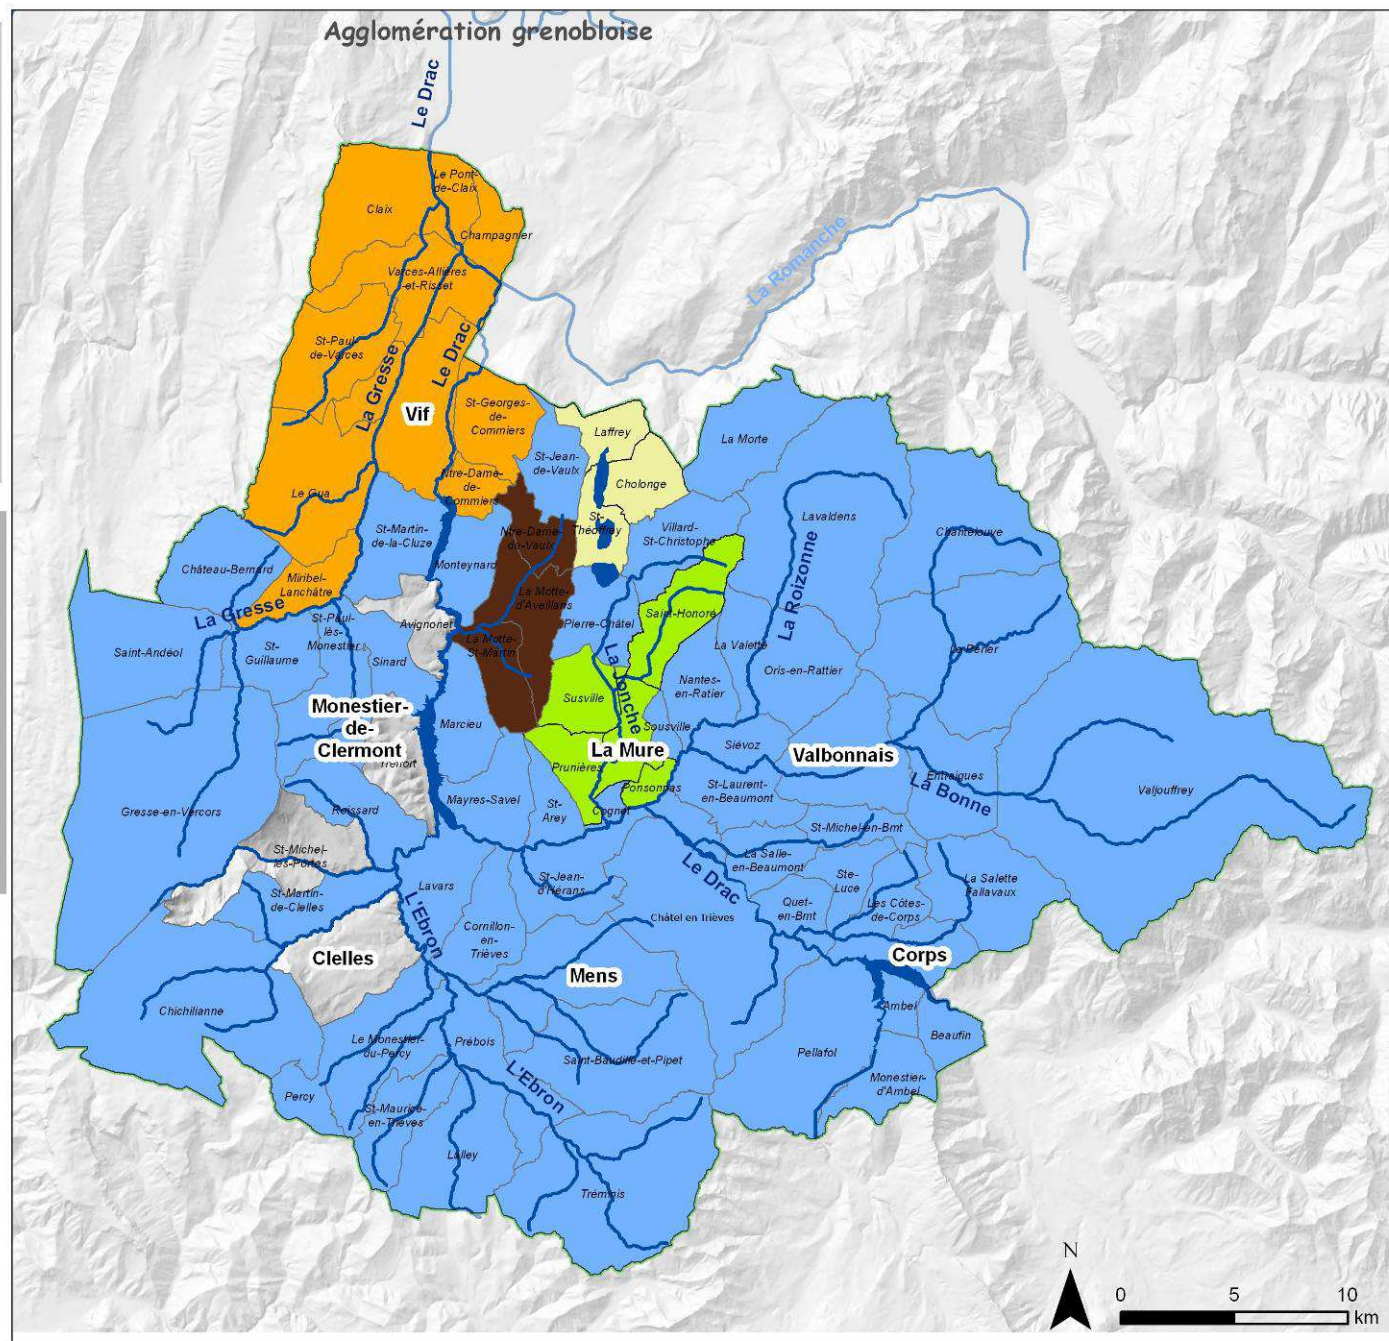 Agglomération grenobloise
Le Drac
Le Pont-
de-Claix
Claix
Champagnier
La Romanche
Varces-Allières
et-Risset
St-Paul-
de-Varces
La Gresse
Le Drac
Vif
St-Georges-
de-
Commiers
Laffrey
La Morte
St-Jean-
de-Vaulx
Cholonge
Ntre-Dame-
de-
Commiers
Le Gua
St-
Théoffrey
Lavaldens
St-Martin-
de-la-Cluze
Ntre-Dame-
de-Vaulx
Villard-
St-Christophe
Chantelouve
Château-Bernard
Monteynard
Miribel-
Lanchâtre
La Motte-
d'Aveillans
La Roizonne
La Gresse
St-Paul-
lès-
Monestier
Avignonet
Pierre-Châtel
Saint-Honoré
Saint-Andéol
St-
Guillaume
Sinard
La Motte-
St-Martin
La Valette
Le Périer
Oris-en-Rattier
La Jonche
Nantes-
en-Ratier
Susville
Monestier-
de-
Clermont
Marcieu
Sousville
La Mure
Siévoz
Valbonnais
Treffort
Prunières
Ponsonnas
St-Laurent-
en-Beaumont
Entraigues
La Bonne
Valjouffrey
Gresse-en-Vercors
Roissard
Mayres-Savel
St-
Arey
Cognet
St-Michel-en-Bmt
St-Michel-
les-Portes
La Salle-
en-Beaumont
Le Drac
St-Martin-
de-Clelles
Lavars
St-Jean-
d'Hérans
Ste-
Luce
La Salette
Fallavaux
Quet-
en-Bmt
Les Côtes-
de-Corps
L'Ebron
Cornillon-
en-
Trièves
Châtel en Trièves
Clelles
Mens
Corps
Chichilianne
Ambel
Beaufin
Le Monestier-
du-Percy
Prébois
Saint-Baudille-et-Pipet
Pellafol
Monestier-
d'Ambel
L'Ebron
Percy
St-Maurice-
en-Trièves
Lalley
Tréminis
N
0 5 10
km